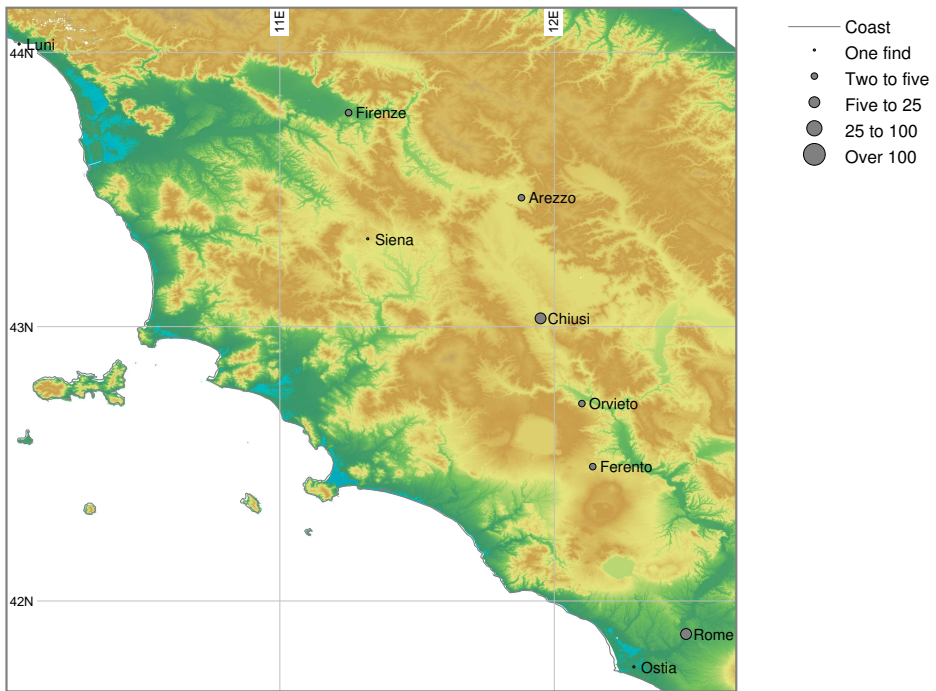 11E
12E
Luni
44N
Firenze
Arezzo
Siena
Chiusi
43N
Orvieto
Ferento
42N
Rome
Ostia
Coast
One find
Two to five
Five to 25
25 to 100
Over 100